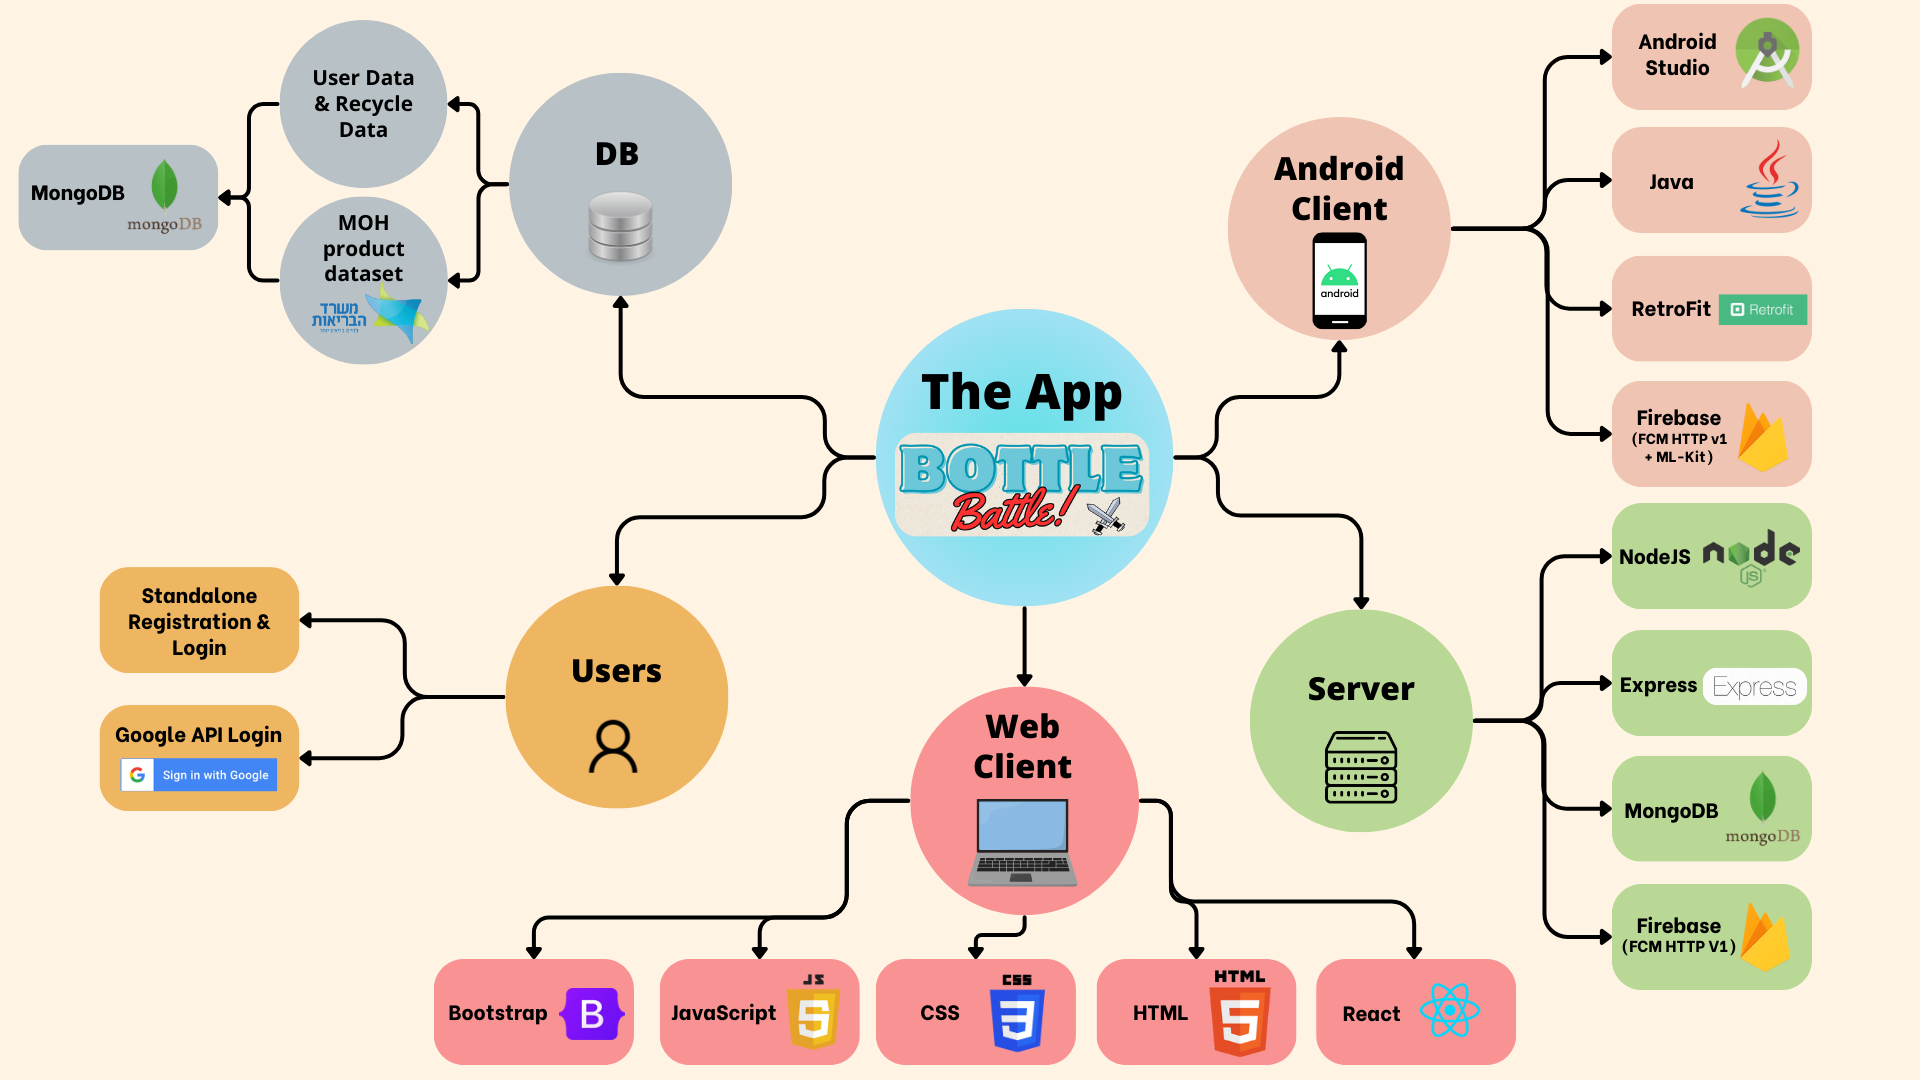 User Data
& Recycle
Data
MongoDB
mongoDB
MOH
product
dataset
משרד
הבריאות
DB
The App
BOTTLE
Battle!
Android
Client
android
Android
Studio
Java
RetroFit
Retrofit
Firebase
(FCM HTTP v1
+ ML-Kit)
Users
Standalone
Registration &
Login
Google API Login
G
Sign in with Google
Web
Client
Server
NodeJS
node
JS
Express
Express
MongoDB
mongoDB
Firebase
(FCM HTTP V1)
Bootstrap
B
JavaScript
JS
5
CSS
CSS
3
HTML
HTML
5
React